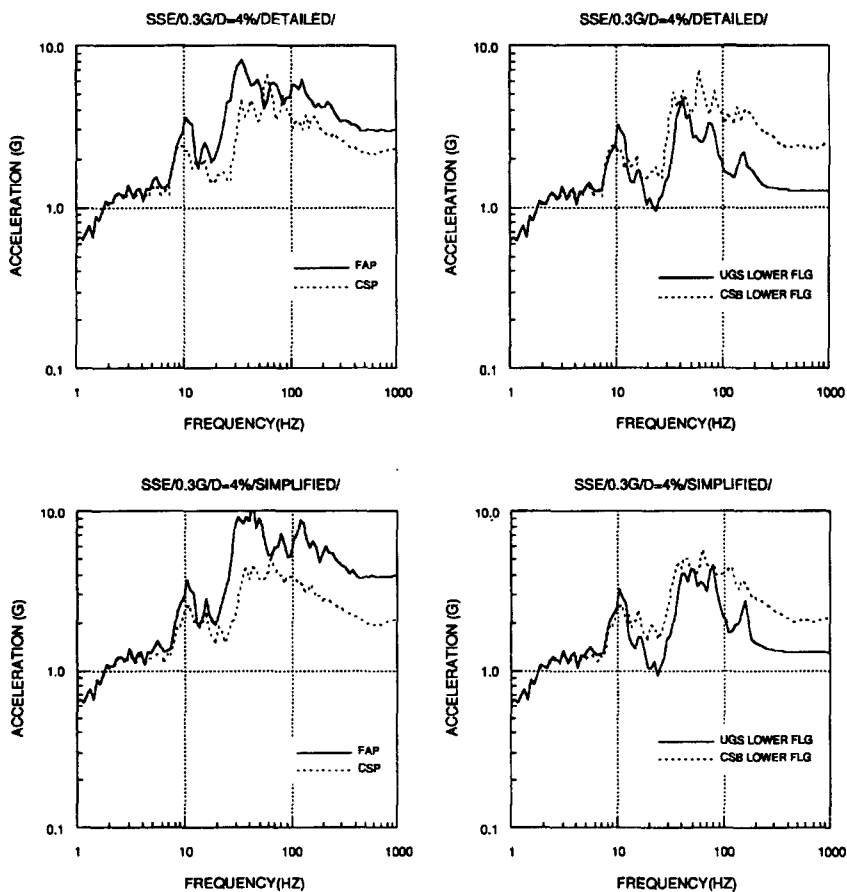 SSE/0.3G/D=4%/DETAILED/
10.0
1.0
0.1
ACCELERATION (G)
FAP
CSP
1
10
100
1000
FREQUENCY(HZ)
SSE/0.3G/D=4%/DETAILED/
10.0
1.0
0.1
ACCELERATION (G)
UGS LOWER FLG
CSB LOWER FLG
1
10
100
1000
FREQUENCY(HZ)
SSE/0.3G/D=4%/SIMPLIFIED/
10.0
1.0
0.1
ACCELERATION (G)
FAP
CSP
1
10
100
1000
FREQUENCY(HZ)
SSE/0.3G/D=4%/SIMPLIFIED/
10.0
1.0
0.1
ACCELERATION (G)
UGS LOWER FLG
CSB LOWER FLG
1
10
100
1000
FREQUENCY(HZ)